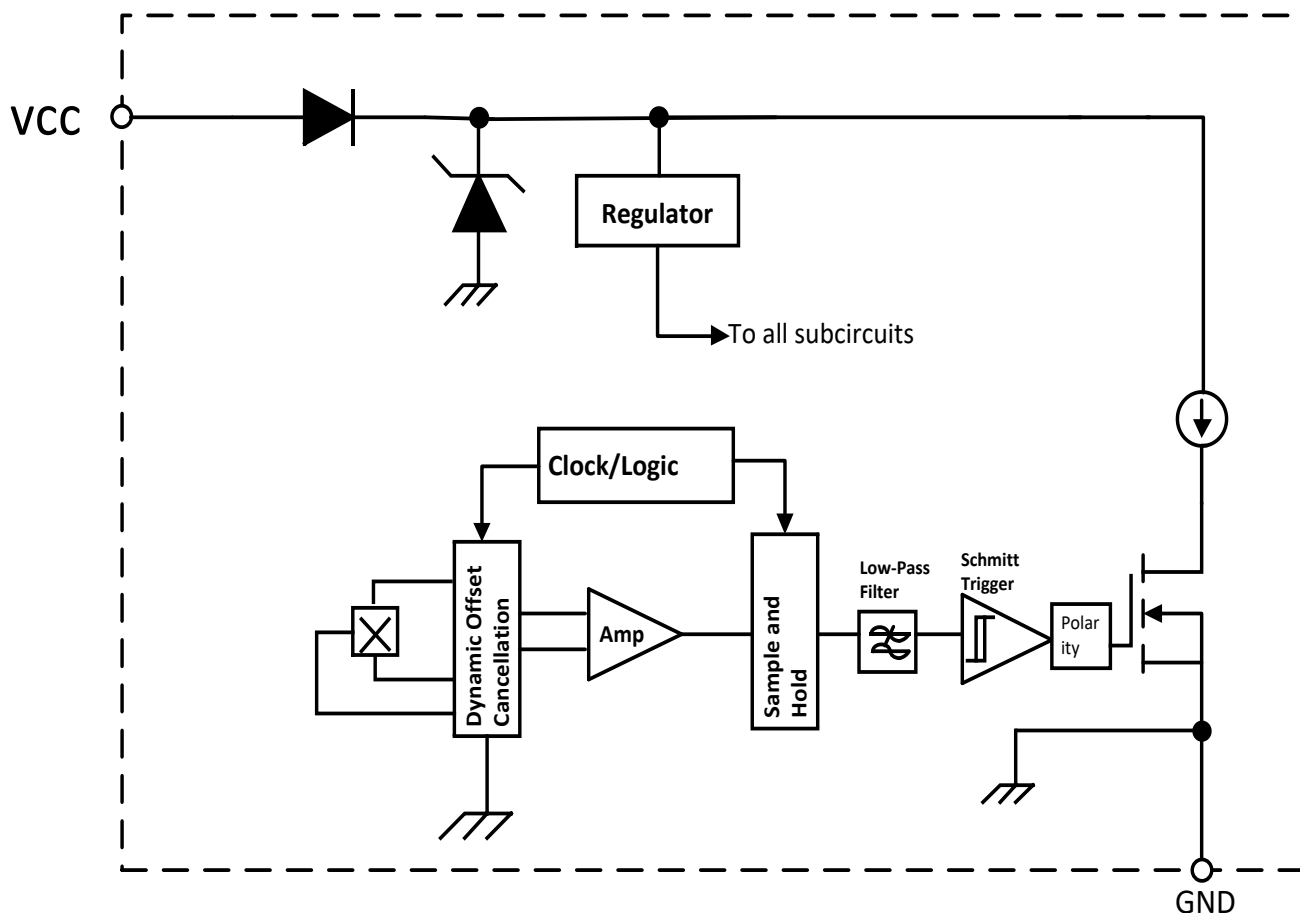 VCC
Regulator
To all subcircuits
Clock/Logic
Dynamic Offset
Cancellation
Amp
Sample and
Hold
Low-Pass
Filter
Schmitt
Trigger
Polar
ity
GND